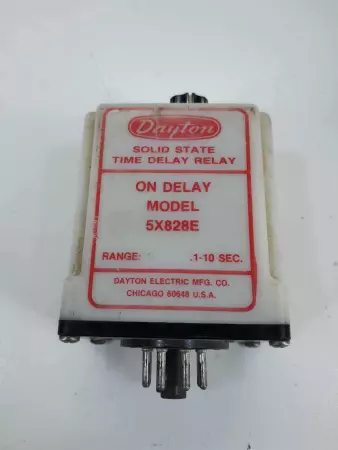 Dayton
SOLID STATE
TIME DELAY RELAY
ON DELAY
MODEL
5X828E
RANGE: .1-10 SEC.
DAYTON ELECTRIC MFG. CO.
CHICAGO 60648 U.S.A.